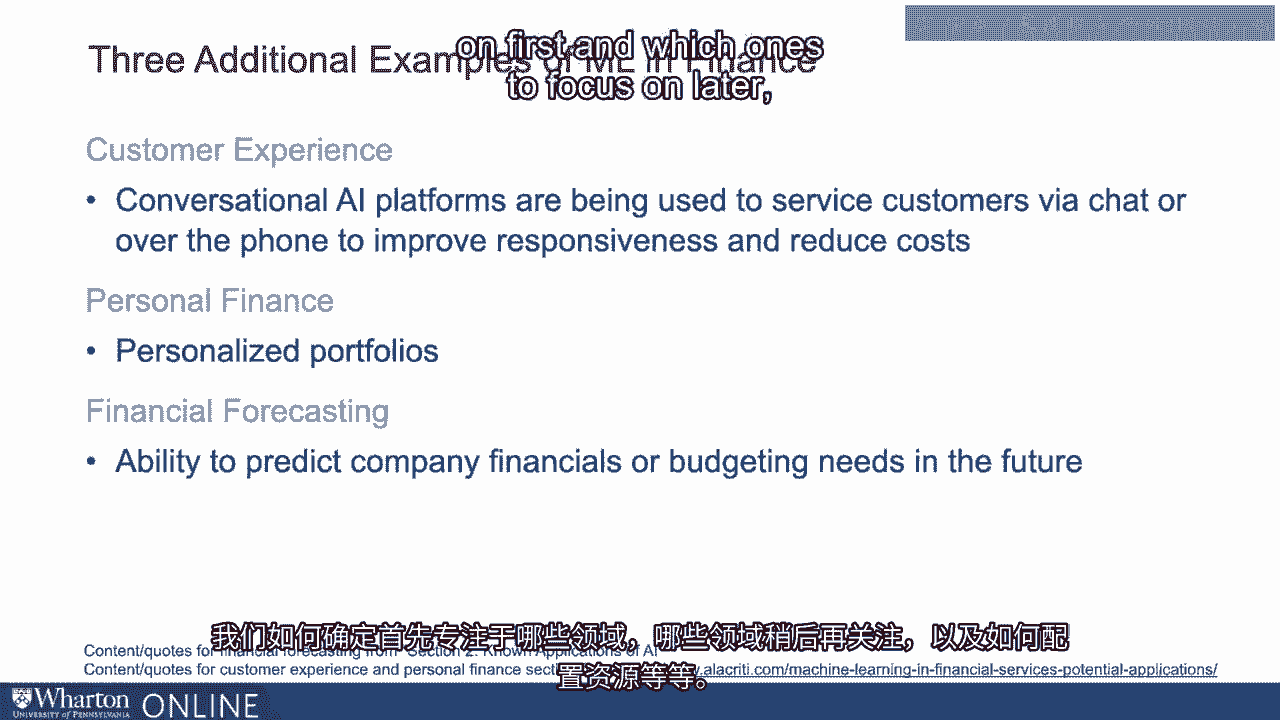 Three Additional Examples of ML in Finance
on first and which ones
to focus on later,
Customer Experience
• Conversational AI platforms are being used to service customers via chat or
over the phone to improve responsiveness and reduce costs
Personal Finance
• Personalized portfolios
Financial Forecasting
• Ability to predict company financials or budgeting needs in the future
我们如何确定首先专注于哪些领域，哪些领域稍后再关注，以及如何配
置资源等等。
Content/quotes for financial forecasting from "Section 2: Known Applications of AI"
Content/quotes for customer experience and personal finance .alacriti.com/machine-learning-in-financial-services-potential-applications/
Wharton
UNIVERSITY of PENNSYLVANIA
ONLINE